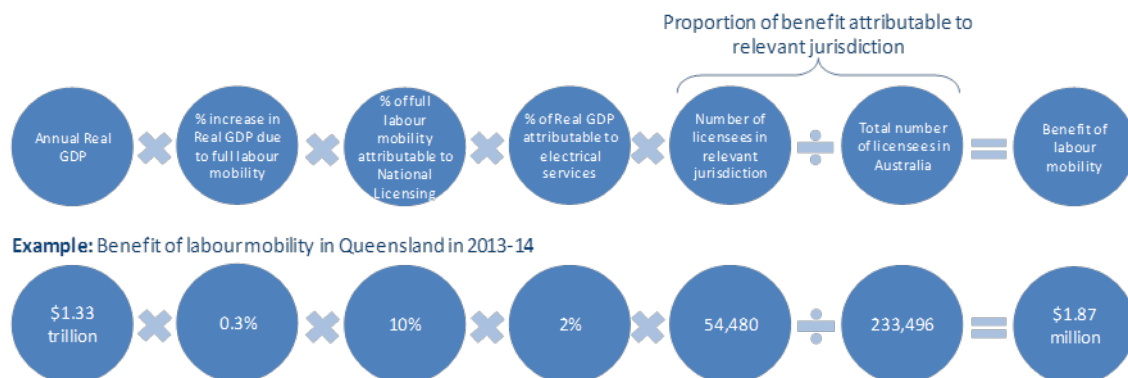 Proportion of benefit attributable to
relevant jurisdiction
Annual Real
GDP
% increase in
Real GDP due
to full labour
mobility
% of full
labour
mobility
attributable to
National
Licensing
% of Real GDP
attributable to
electrical
services
Number of
licensees in
relevant
jurisdiction
Total number
of licensees in
Australia
Benefit of
labour
mobility
Example: Benefit of labour mobility in Queensland in 2013-14
$1.33
trillion
0.3%
10%
2%
54,480
233,496
$1.87
million